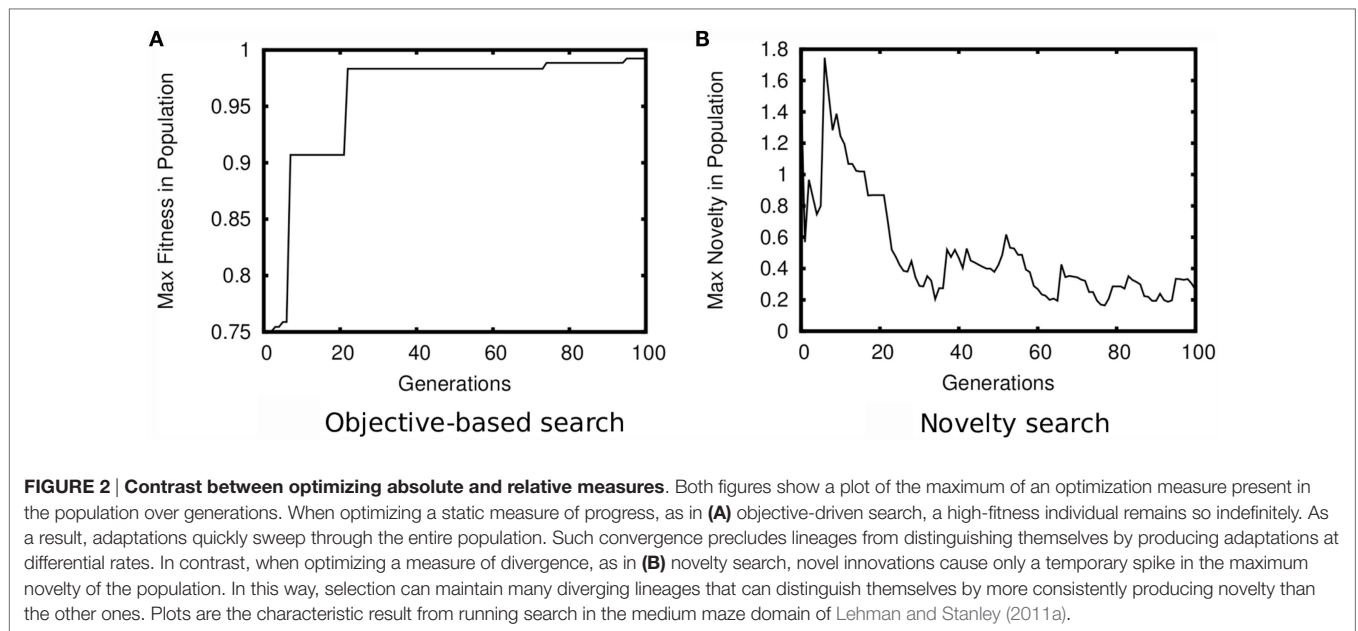 A
B
Max Fitness in Population
1
0.95
0.9
0.85
0.8
0.75
0 20 40 60 80 100
Generations
Objective-based search
Max Novelty in Population
1.8
1.6
1.4
1.2
1
0.8
0.6
0.4
0.2
0
0 20 40 60 80 100
Generations
Novelty search
FIGURE 2 | Contrast between optimizing absolute and relative measures. Both figures show a plot of the maximum of an optimization measure present in
the population over generations. When optimizing a static measure of progress, as in (A) objective-driven search, a high-fitness individual remains so indefinitely. As
a result, adaptations quickly sweep through the entire population. Such convergence precludes lineages from distinguishing themselves by producing adaptations at
differential rates. In contrast, when optimizing a measure of divergence, as in (B) novelty search, novel innovations cause only a temporary spike in the maximum
novelty of the population. In this way, selection can maintain many diverging lineages that can distinguish themselves by more consistently producing novelty than
the other ones. Plots are the characteristic result from running search in the medium maze domain of Lehman and Stanley (2011a).